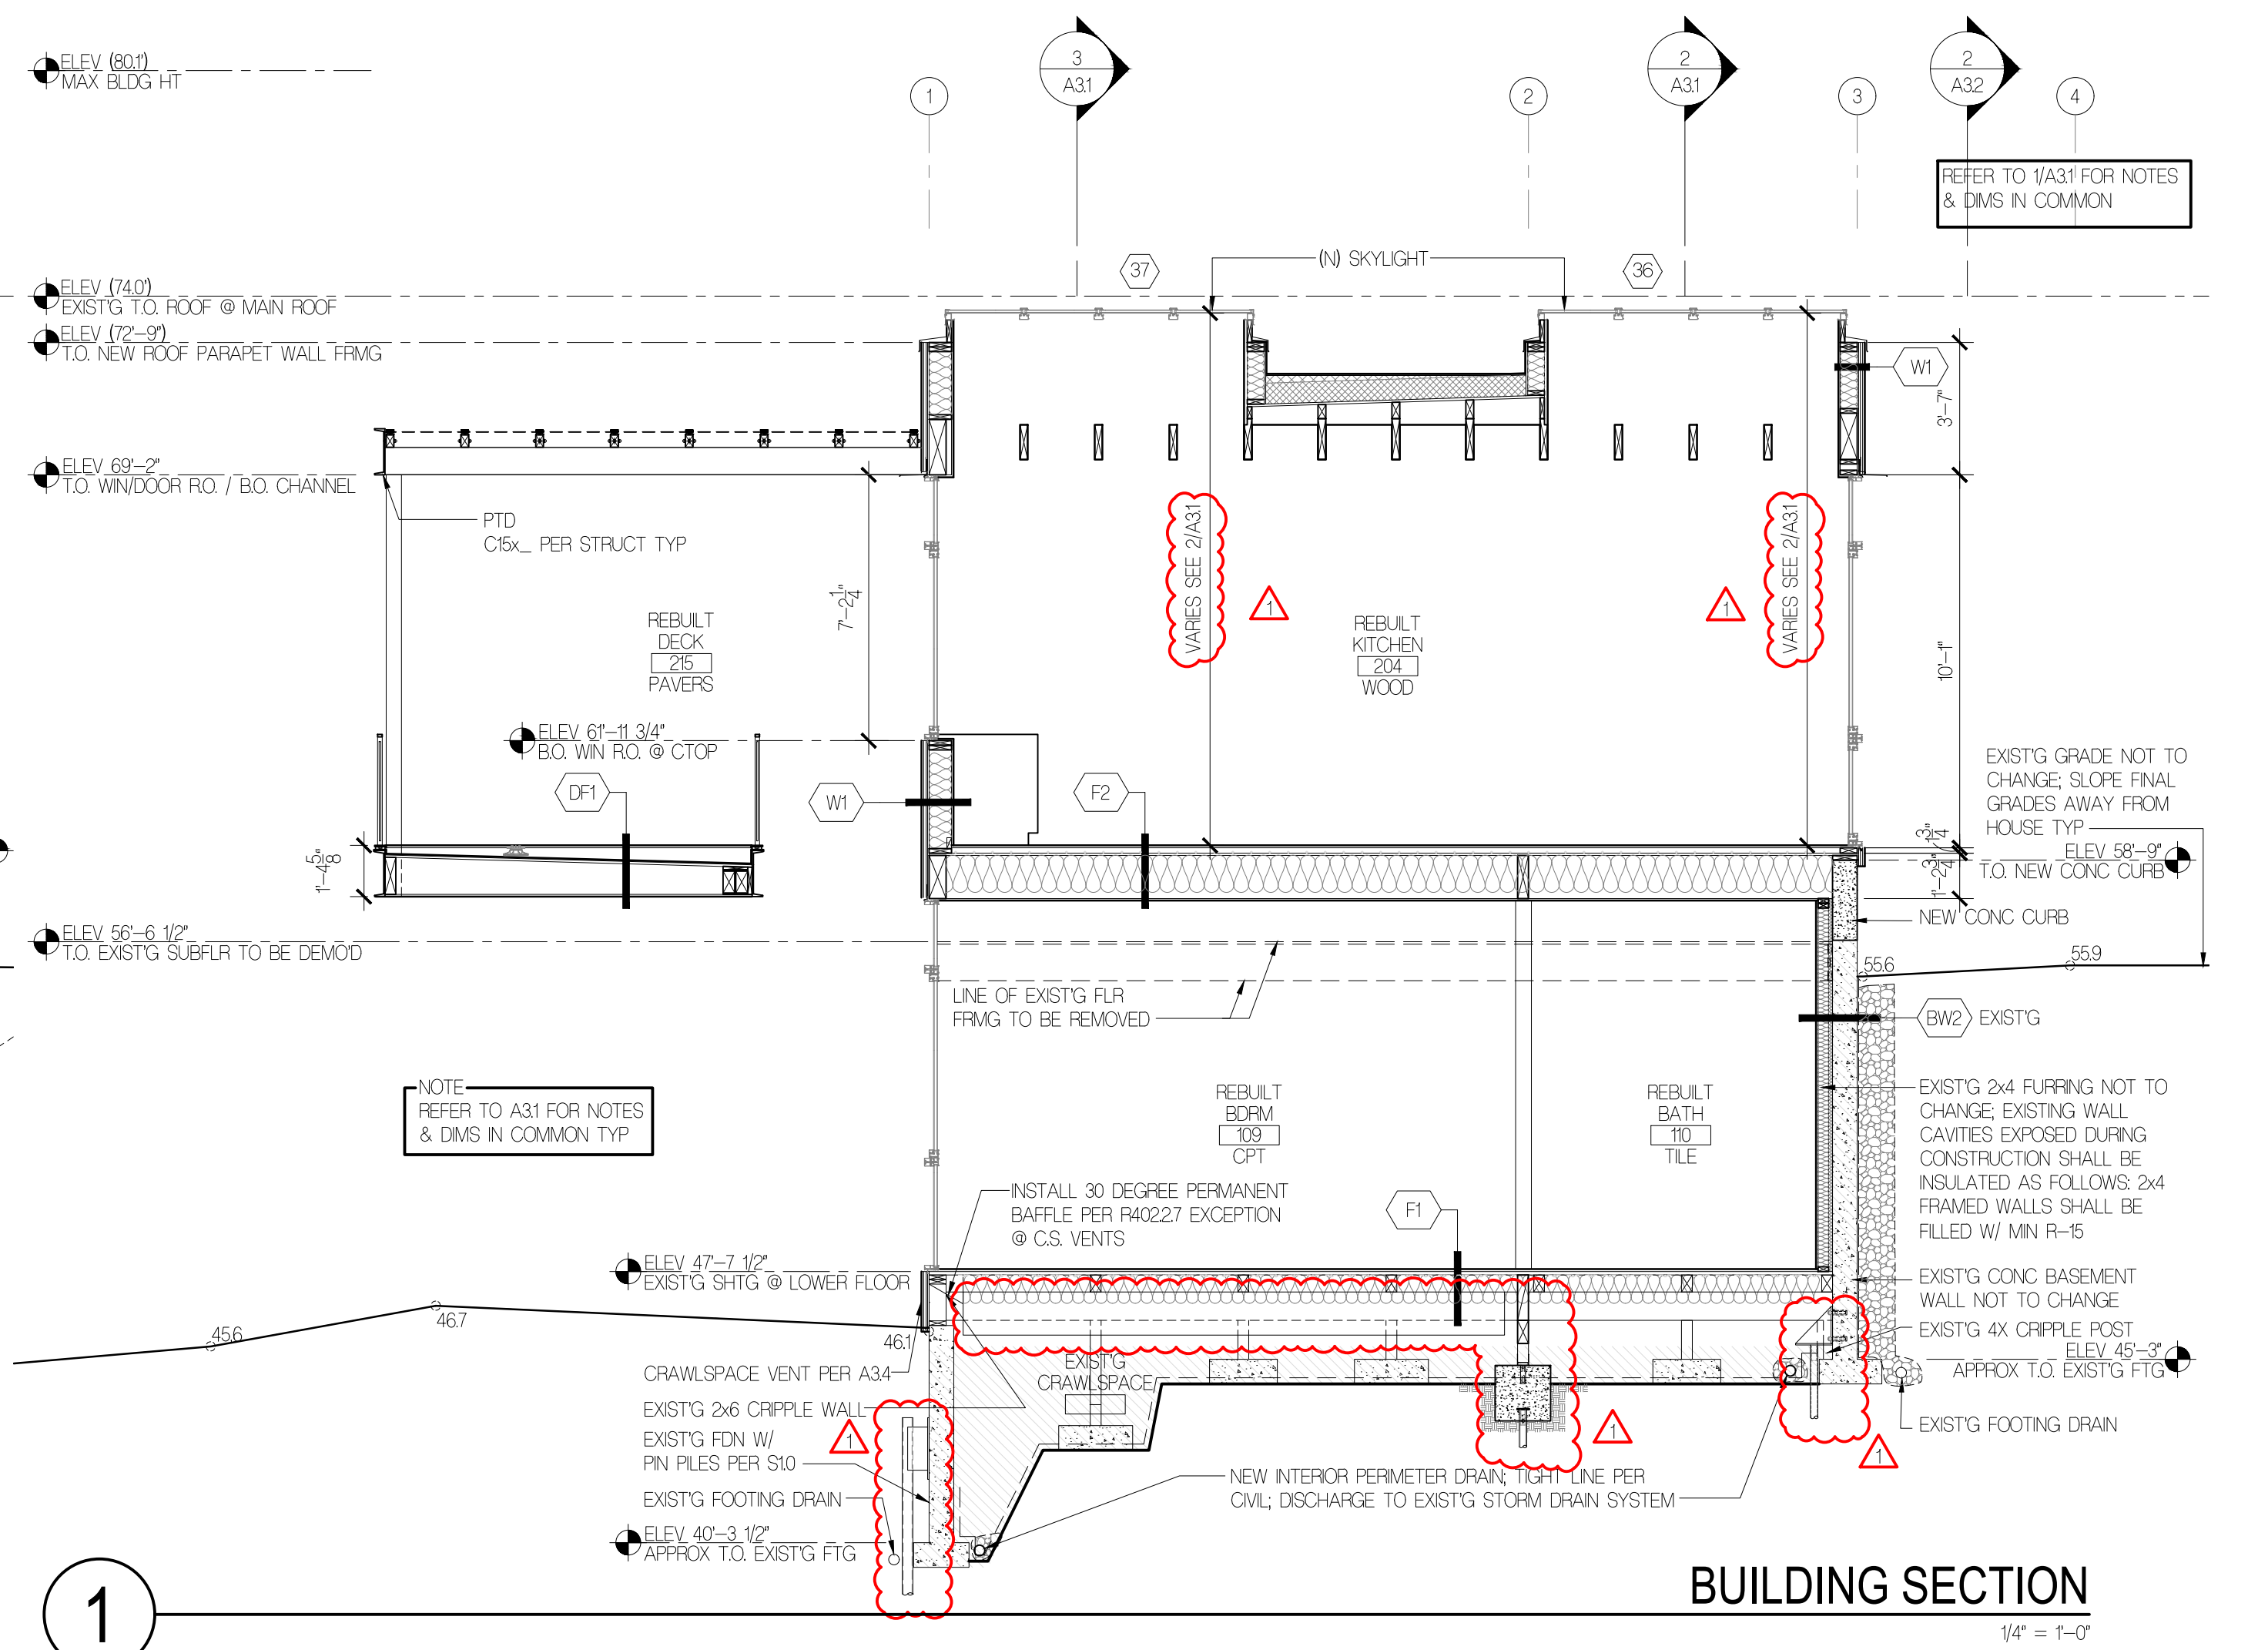 ELEV (80.1')
MAX BLDG HT
3
A3.1
2
A3.1
2
A3.2
1
2
3
4
REFER TO 1/A3.1 FOR NOTES
& DIMS IN COMMON
37
(N) SKYLIGHT
36
ELEV (74.0')
EXIST'G T.O. ROOF @ MAIN ROOF
ELEV (72'-9")
T.O. NEW ROOF PARAPET WALL FRMG
W1
3'-7"
ELEV 69'-2"
T.O. WIN/DOOR R.O. / B.O. CHANNEL
PTD
C15x_ PER STRUCT TYP
VARIES SEE 2/A3.1
1
VARIES SEE 2/A3.1
1
7'-2 1/4"
REBUILT
DECK
215
PAVERS
REBUILT
KITCHEN
204
WOOD
10'-1"
ELEV 61'-11 3/4"
B.O. WIN R.O. @ CTOP
DF1
W1
F2
EXIST'G GRADE NOT TO
CHANGE; SLOPE FINAL
GRADES AWAY FROM
HOUSE TYP
1'-4 5/8"
1 3/4"
1'-2 3/4"
ELEV 58'-9"
T.O. NEW CONC CURB
NEW CONC CURB
ELEV 56'-6 1/2"
T.O. EXIST'G SUBFLR TO BE DEMO'D
55.6
55.9
LINE OF EXIST'G FLR
FRMG TO BE REMOVED
BW2
EXIST'G
NOTE
REFER TO A3.1 FOR NOTES
& DIMS IN COMMON TYP
REBUILT
BDRM
109
CPT
REBUILT
BATH
110
TILE
EXIST'G 2x4 FURRING NOT TO
CHANGE; EXISTING WALL
CAVITIES EXPOSED DURING
CONSTRUCTION SHALL BE
INSULATED AS FOLLOWS: 2x4
FRAMED WALLS SHALL BE
FILLED W/ MIN R-15
INSTALL 30 DEGREE PERMANENT
BAFFLE PER R402.2.7 EXCEPTION
@ C.S. VENTS
F1
ELEV 47'-7 1/2"
EXIST'G SHTG @ LOWER FLOOR
EXIST'G CONC BASEMENT
WALL NOT TO CHANGE
45.6
46.7
46.1
EXIST'G 4X CRIPPLE POST
ELEV 45'-3"
APPROX T.O. EXIST'G FTG
EXIST'G
CRAWLSPACE
CRAWLSPACE VENT PER A3.4
EXIST'G 2x6 CRIPPLE WALL
EXIST'G FDN W/
PIN PILES PER S1.0
1
1
1
EXIST'G FOOTING DRAIN
EXIST'G FOOTING DRAIN
NEW INTERIOR PERIMETER DRAIN; TIGHT LINE PER
CIVIL; DISCHARGE TO EXIST'G STORM DRAIN SYSTEM
ELEV 40'-3 1/2"
APPROX T.O. EXIST'G FTG
1
BUILDING SECTION
1/4" = 1'-0"